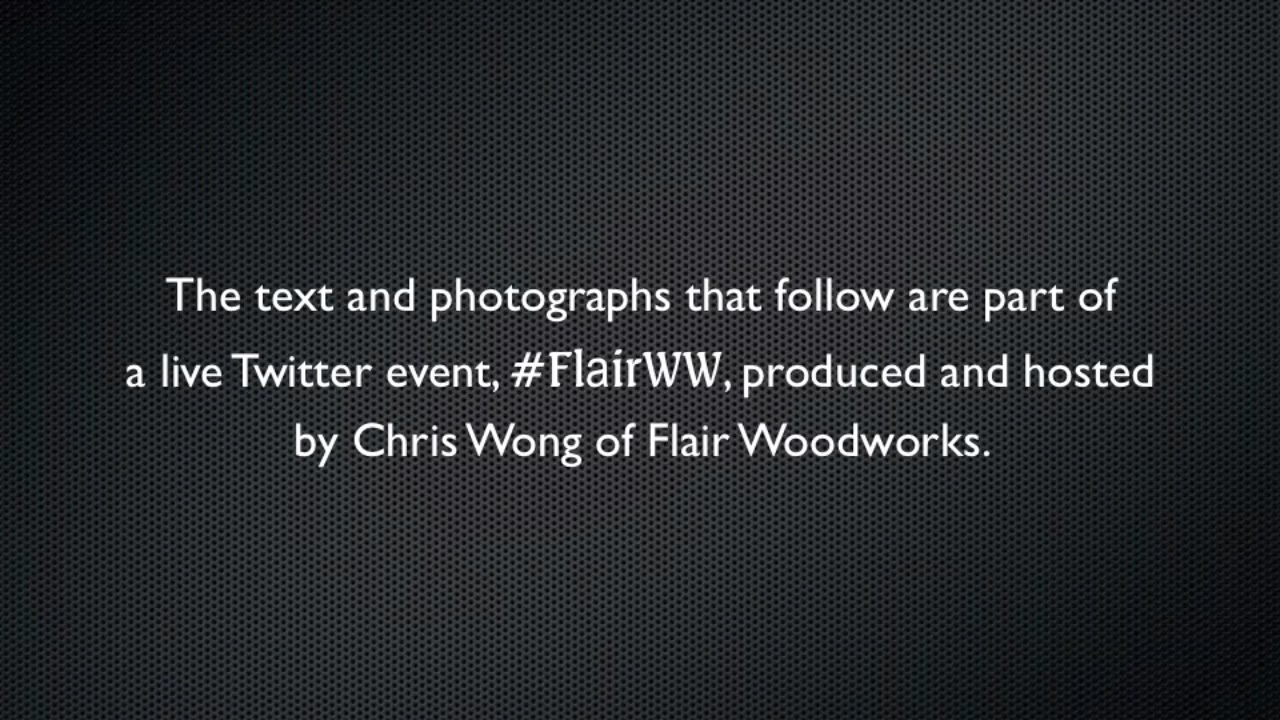 The text and photographs that follow are part of
a live Twitter event, #FlairWW, produced and hosted
by Chris Wong of Flair Woodworks.